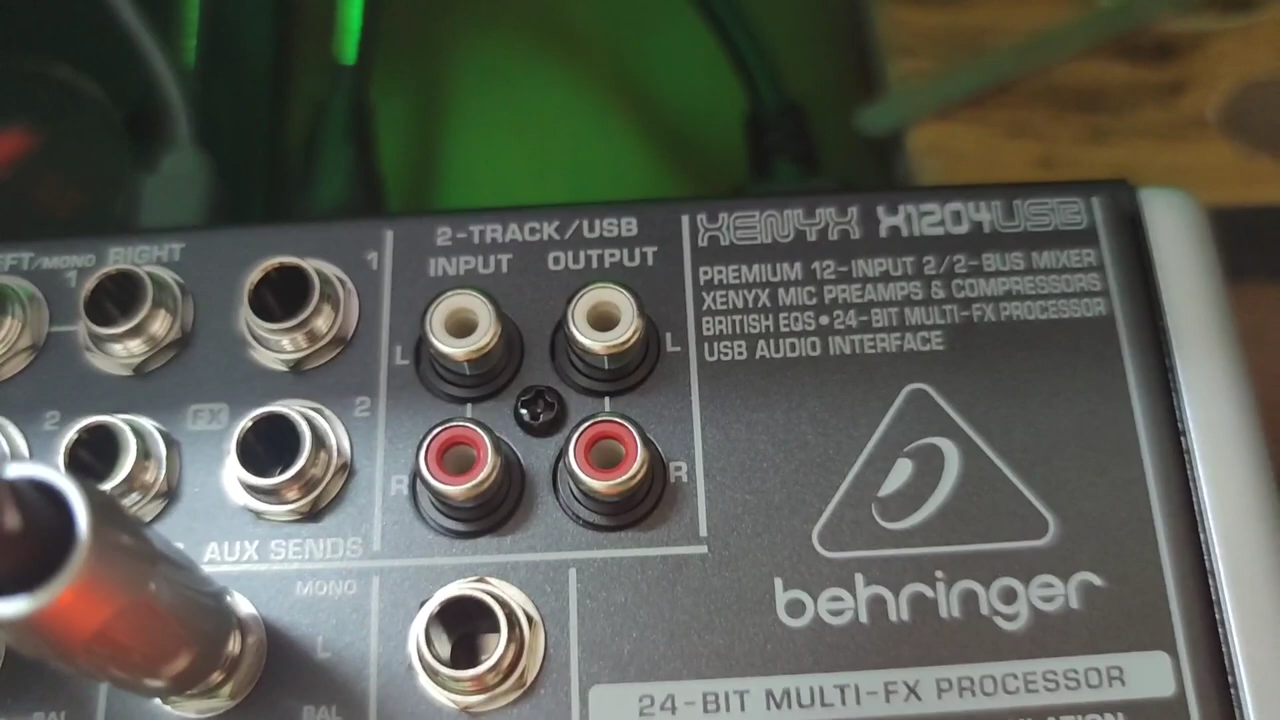 2-TRACK/USB
INPUT OUTPUT
L L
R R
XENYX X1204USB
PREMIUM 12-INPUT 2/2-BUS MIXER
XENYX MIC PREAMPS & COMPRESSORS
BRITISH EQS • 24-BIT MULTI-FX PROCESSOR
USB AUDIO INTERFACE
behringer
24-BIT MULTI-FX PROCESSOR
/MONO RIGHT
1 1
2 FX 2
AUX SENDS
MONO
L
BAL